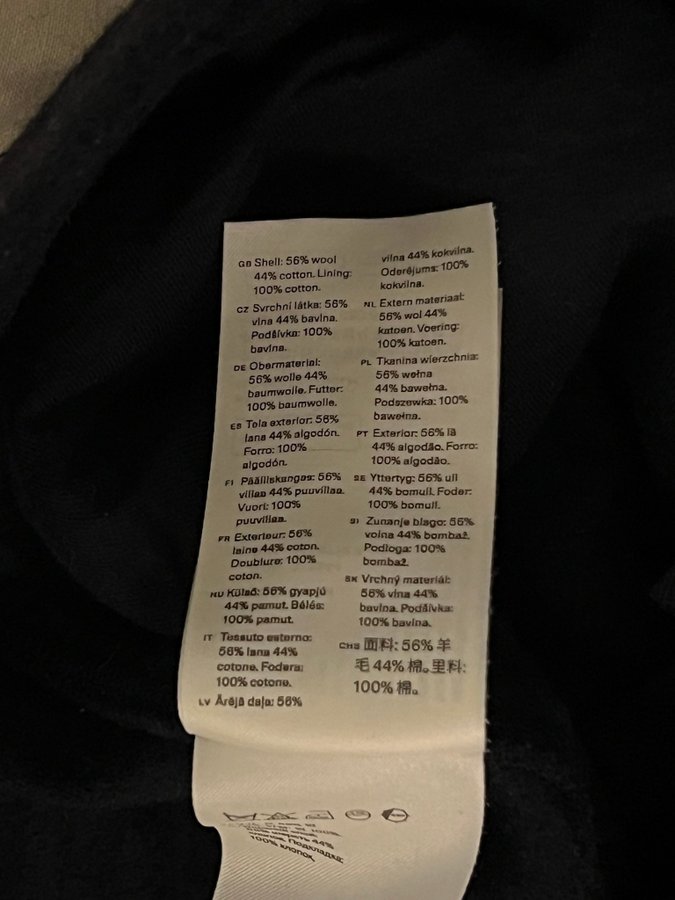 GB Shell: 56% wool
44% cotton. Lining:
100% cotton.
CZ Svrchní látka: 56%
vlna 44% bavlna.
Podšívka: 100%
bavlna.
DE Obermaterial:
56% wolle 44%
baumwolle. Futter:
100% baumwolle.
ES Tela exterior: 56%
lana 44% algodón.
Forro: 100%
algodón.
FI Päälliskangas: 56%
villaa 44% puuvillaa.
Vuori: 100%
puuvillaa.
FR Exterieur: 56%
laine 44% coton.
Doublure: 100%
coton.
HU Külső: 56% gyapjú
44% pamut. Bélés:
100% pamut.
IT Tessuto esterno:
56% lana 44%
cotone. Fodera:
100% cotone.
LV Ārējā daļa: 56%
vilna 44% kokvilna.
Oderējums: 100%
kokvilna.
NL Extern materiaal:
56% wol 44%
katoen. Voering:
100% katoen.
PL Tkanina wierzchnia:
56% wełna
44% bawełna.
Podszewka: 100%
bawełna.
PT Exterior: 56% lã
44% algodão. Forro:
100% algodão.
SE Yttertyg: 56% ull
44% bomull. Foder:
100% bomull.
SI Zunanje blago: 56%
volna 44% bombaž.
Podloga: 100%
bombaž.
SK Vrchný materiál:
56% vlna 44%
bavlna. Podšívka:
100% bavlna.
CHS 面料: 56% 羊
毛 44% 棉。里料:
100% 棉。
44%
100% хлопок